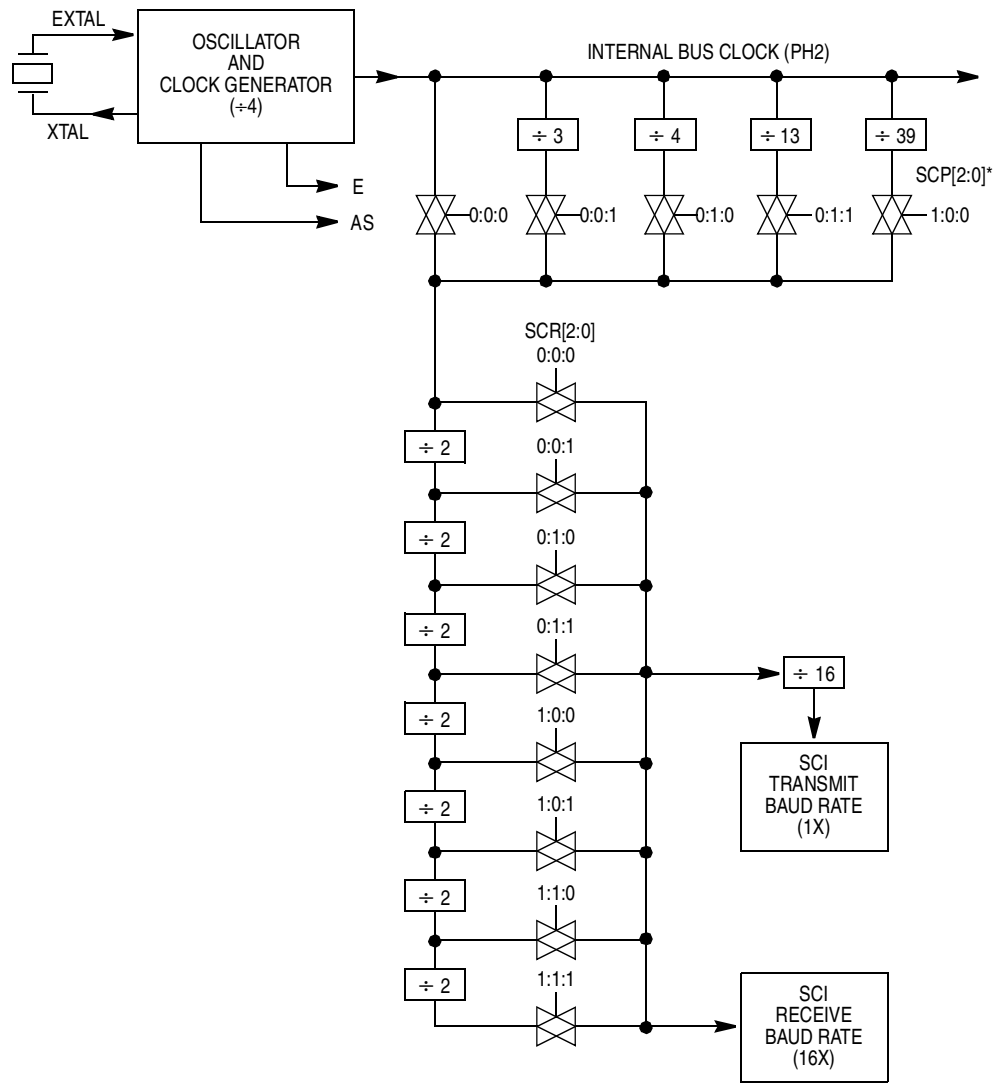 EXTAL
OSCILLATOR
AND
CLOCK GENERATOR
(÷4)
XTAL
E
AS
INTERNAL BUS CLOCK (PH2)
÷ 3
÷ 4
÷ 13
÷ 39
SCP[2:0]*
0:0:0
0:0:1
0:1:0
0:1:1
1:0:0
SCR[2:0]
0:0:0
÷ 2
0:0:1
÷ 2
0:1:0
÷ 2
0:1:1
÷ 16
÷ 2
1:0:0
SCI
TRANSMIT
BAUD RATE
(1X)
÷ 2
1:0:1
÷ 2
1:1:0
÷ 2
1:1:1
SCI
RECEIVE
BAUD RATE
(16X)